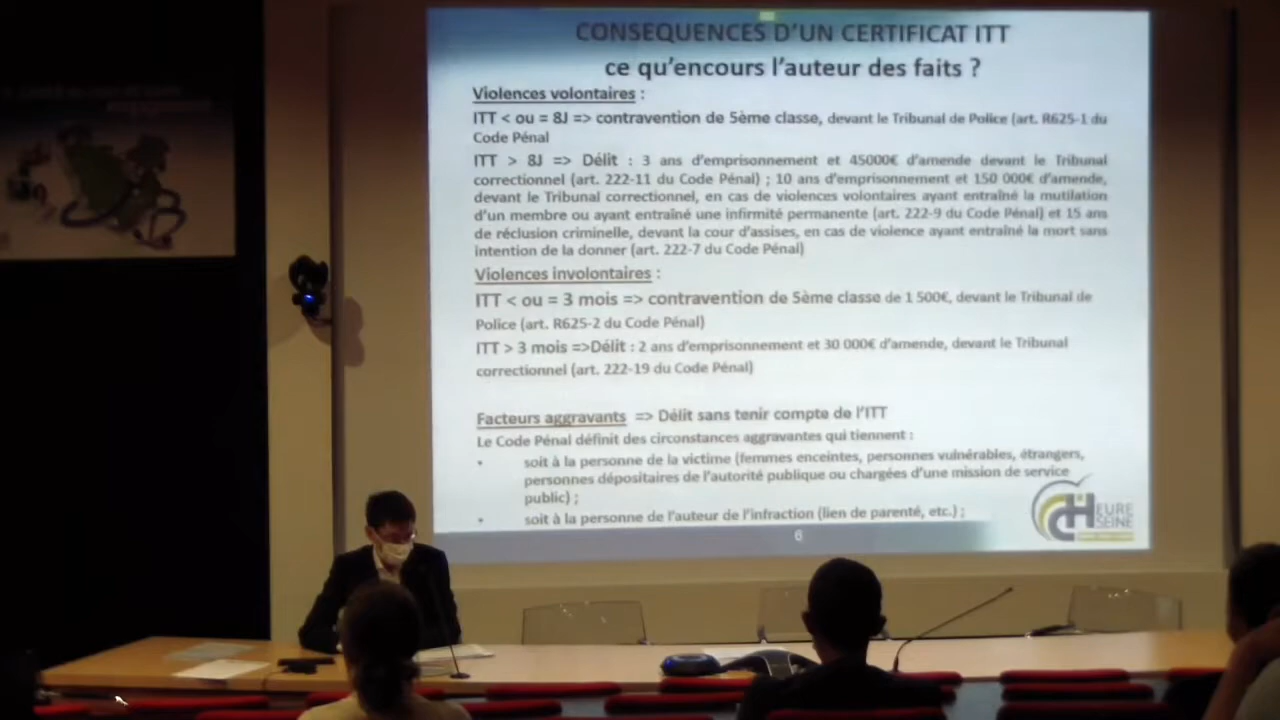 CONSEQUENCES D'UN CERTIFICAT ITT
ce qu'encours l'auteur des faits ?
Violences volontaires :
ITT < ou = 8J => contravention de 5ème classe, devant le Tribunal de Police (art. R625-1 du
Code Pénal
ITT > 8J => Délit : 3 ans d'emprisonnement et 45000€ d'amende devant le Tribunal
correctionnel (art. 222-11 du Code Pénal) ; 10 ans d'emprisonnement et 150 000€ d'amende,
devant le Tribunal correctionnel, en cas de violences volontaires ayant entraîné la mutilation
d'un membre ou ayant entraîné une infirmité permanente (art. 222-9 du Code Pénal) et 15 ans
de réclusion criminelle, devant la cour d'assises, en cas de violence ayant entraîné la mort sans
intention de la donner (art. 222-7 du Code Pénal)
Violences involontaires :
ITT < ou = 3 mois => contravention de 5ème classe de 1 500€, devant le Tribunal de
Police (art. R625-2 du Code Pénal)
ITT > 3 mois =>Délit : 2 ans d'emprisonnement et 30 000€ d'amende, devant le Tribunal
correctionnel (art. 222-19 du Code Pénal)
Facteurs aggravants => Délit sans tenir compte de l'ITT
Le Code Pénal définit des circonstances aggravantes qui tiennent :
• soit à la personne de la victime (femmes enceintes, personnes vulnérables, étrangers,
personnes dépositaires de l'autorité publique ou chargées d'une mission de service
public) ;
• soit à la personne de l'auteur de l'infraction (lien de parenté, etc.) ;
6
CH EURE
SEINE